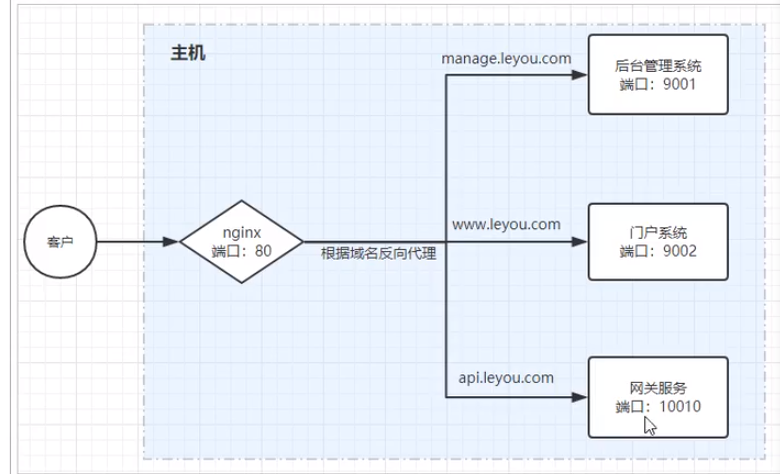 主机
manage.leyou.com
后台管理系统
端口：9001
客户
nginx
端口：80
根据域名反向代理
www.leyou.com
门户系统
端口：9002
api.leyou.com
网关服务
端口：10010